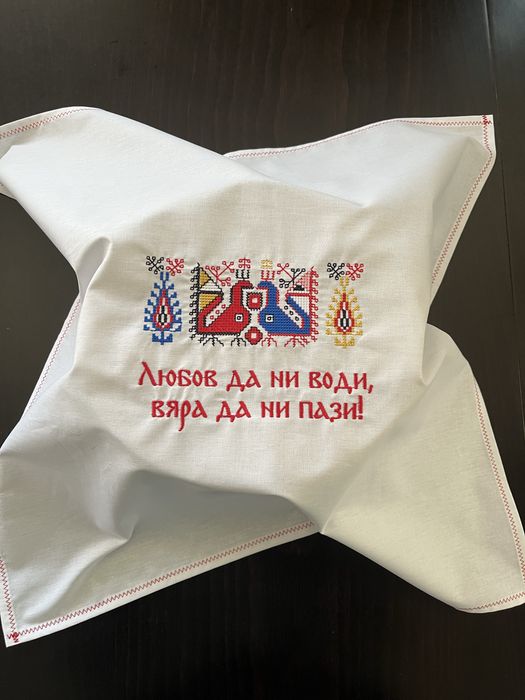 Любов да ни води,
вяра да ни пази!